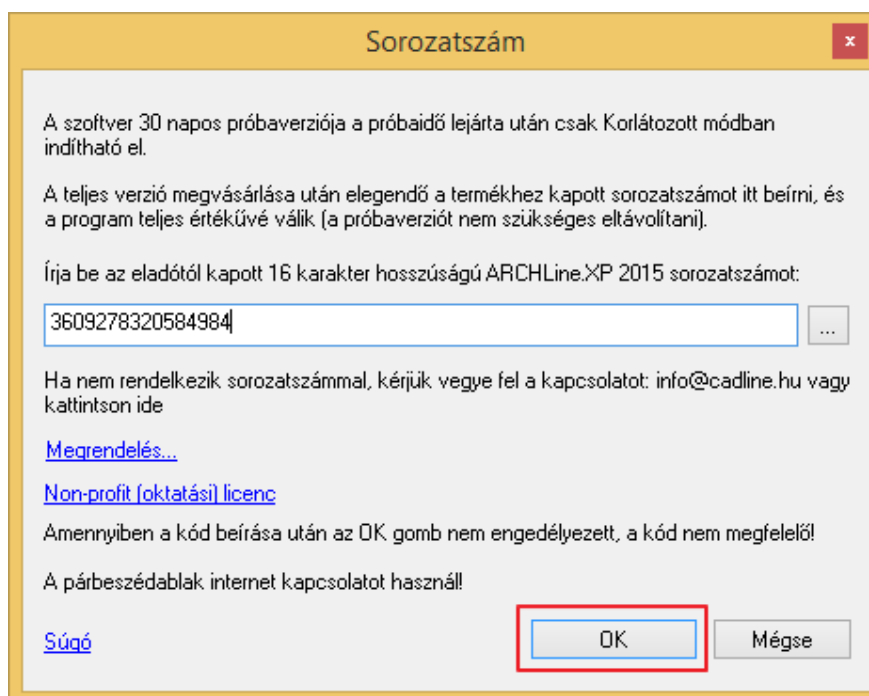 Sorozatszám
x
A szoftver 30 napos próbaverziója a próbaidő lejárta után csak Korlátozott módban
indítható el.
A teljes verzió megvásárlása után elegendő a termékhez kapott sorozatszámot itt beírni, és
a program teljes értékűvé válik (a próbaverziót nem szükséges eltávolítani).
Írja be az eladótól kapott 16 karakter hosszúságú ARCHLine.XP 2015 sorozatszámot:
3609278320584984
...
Ha nem rendelkezik sorozatszámmal, kérjük vegye fel a kapcsolatot: info@cadline.hu vagy
kattintson ide
Megrendelés...
Non-profit (oktatási) licenc
Amennyiben a kód beírása után az OK gomb nem engedélyezett, a kód nem megfelelő!
A párbeszédablak internet kapcsolatot használ!
Súgó
OK
Mégse